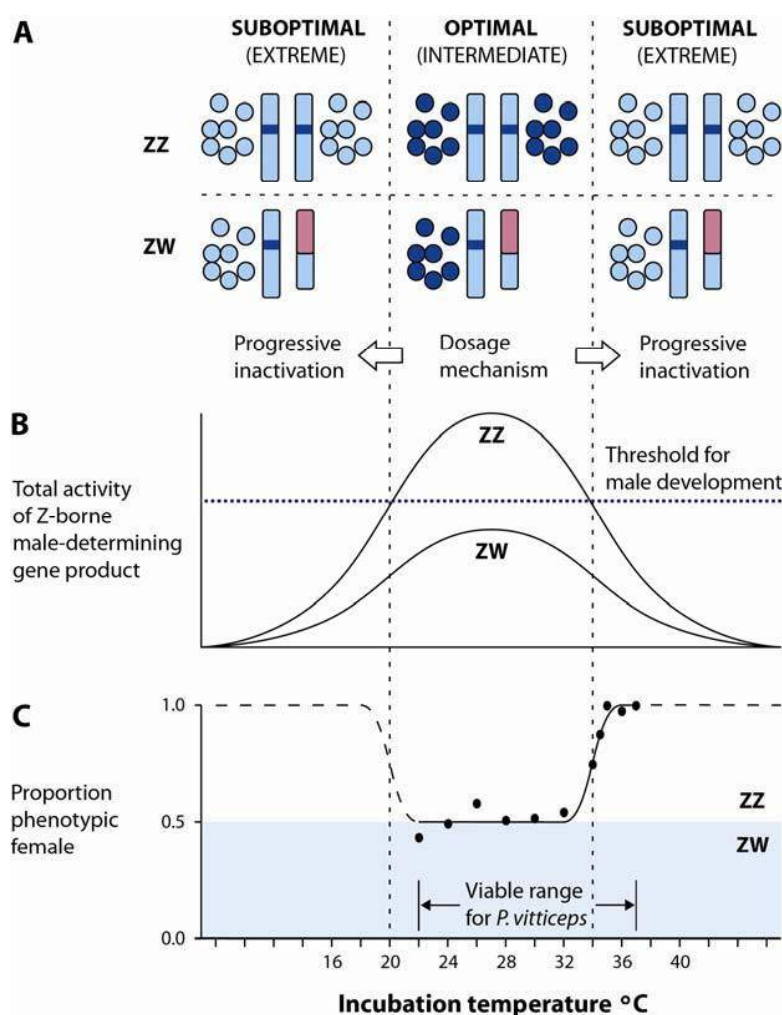 A
SUBOPTIMAL
(EXTREME)
OPTIMAL
(INTERMEDIATE)
SUBOPTIMAL
(EXTREME)
ZZ
ZW
Progressive
inactivation
Dosage
mechanism
Progressive
inactivation
B
Total activity
of Z-borne
male-determining
gene product
ZZ
ZW
Threshold for
male development
C
Proportion
phenotypic
female
1.0
0.5
0.0
ZZ
ZW
Viable range
for P. vitticeps
16 20 24 28 32 36 40
Incubation temperature °C